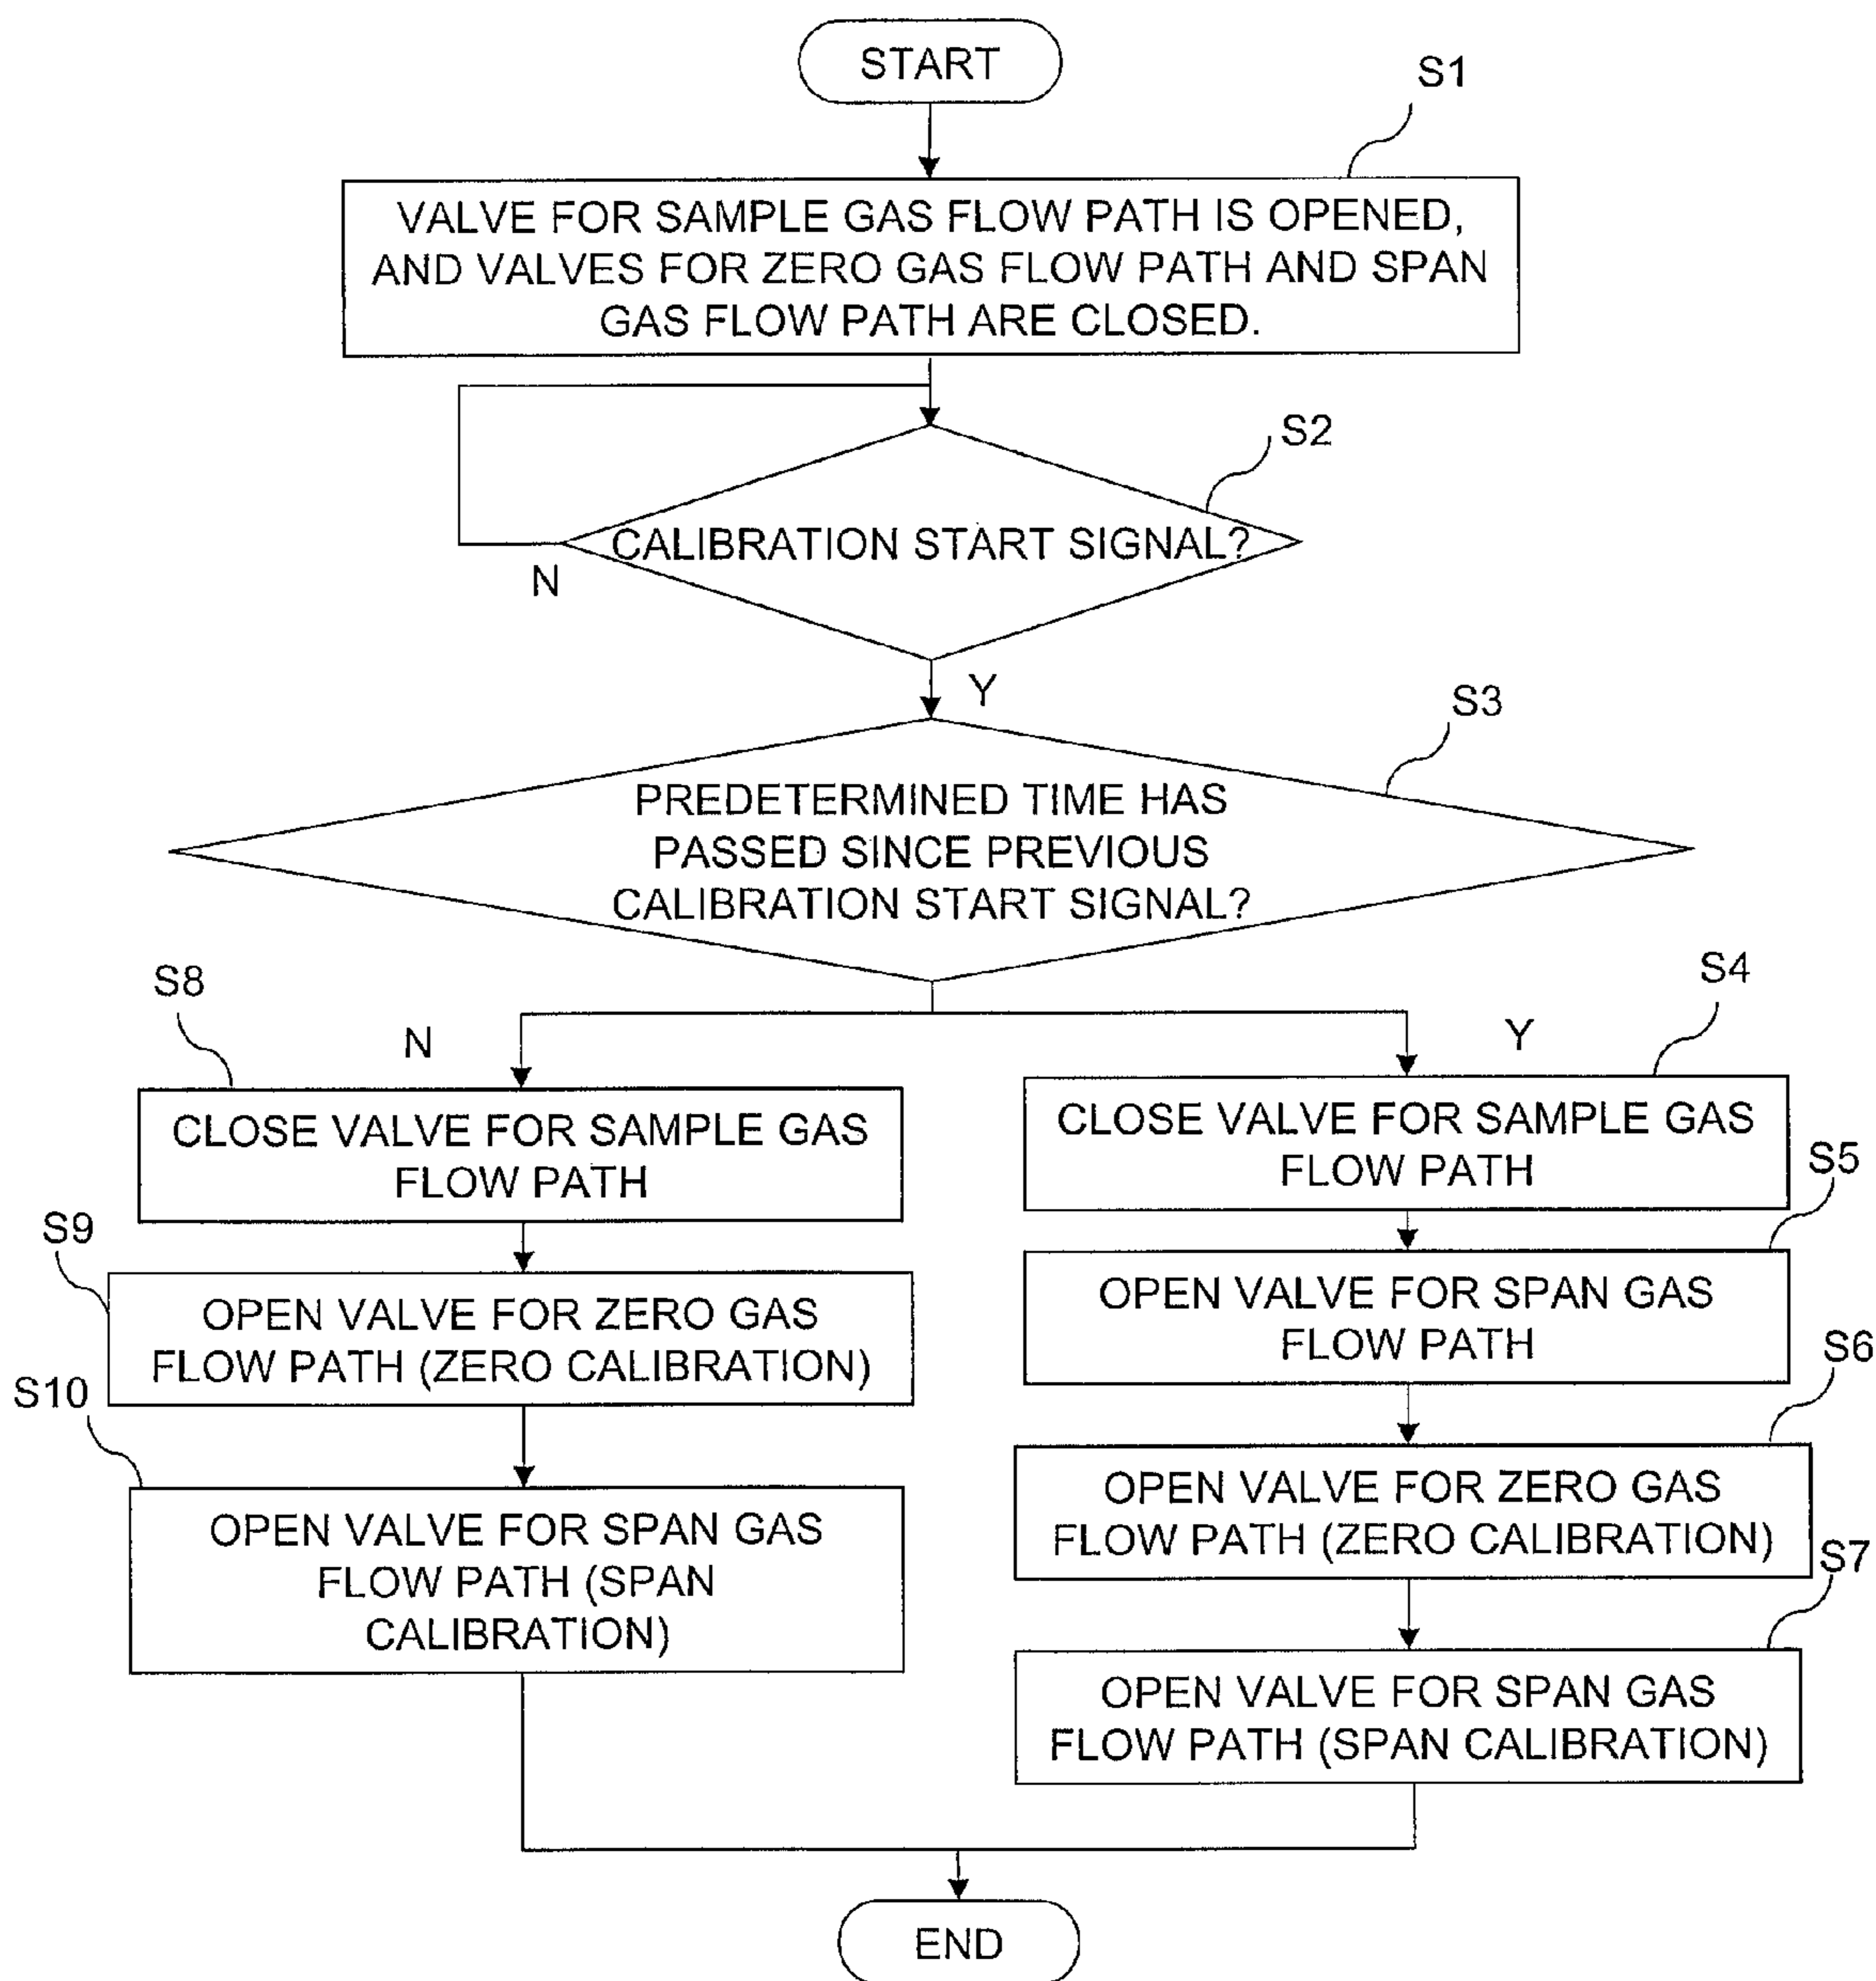 START
S1
VALVE FOR SAMPLE GAS FLOW PATH IS OPENED,
AND VALVES FOR ZERO GAS FLOW PATH AND SPAN
GAS FLOW PATH ARE CLOSED.
S2
CALIBRATION START SIGNAL?
N
Y
S3
PREDETERMINED TIME HAS
PASSED SINCE PREVIOUS
CALIBRATION START SIGNAL?
N
S8
CLOSE VALVE FOR SAMPLE GAS
FLOW PATH
S9
OPEN VALVE FOR ZERO GAS
FLOW PATH (ZERO CALIBRATION)
S10
OPEN VALVE FOR SPAN GAS
FLOW PATH (SPAN
CALIBRATION)
Y
S4
CLOSE VALVE FOR SAMPLE GAS
FLOW PATH
S5
OPEN VALVE FOR SPAN GAS
FLOW PATH
S6
OPEN VALVE FOR ZERO GAS
FLOW PATH (ZERO CALIBRATION)
S7
OPEN VALVE FOR SPAN GAS
FLOW PATH (SPAN CALIBRATION)
END